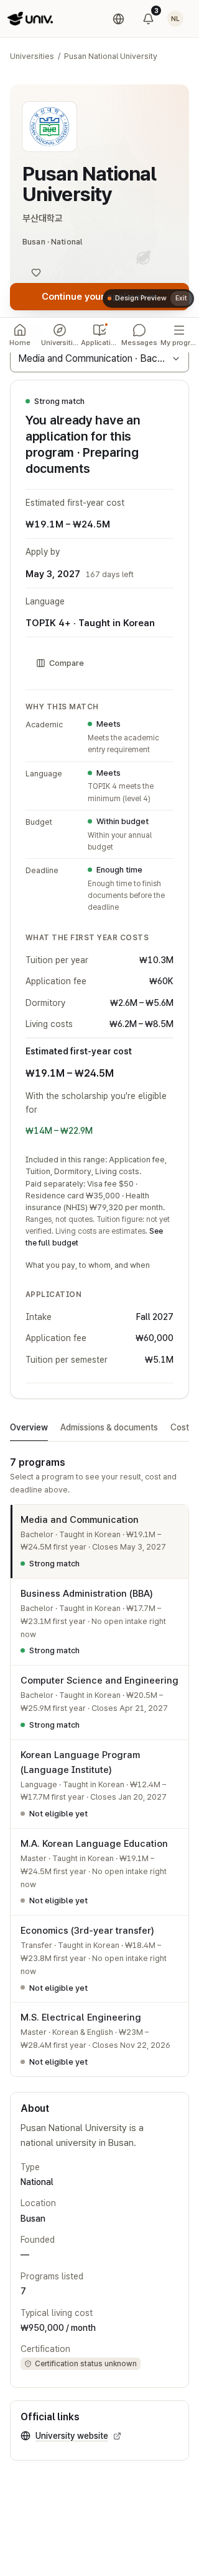 UNIV.
3
NL
Universities / Pusan National University
Pusan National
University
부산대학교
Busan · National
Continue your
Design Preview
Exit
Home
Universiti...
Applicati...
Messages
My progr...
Media and Communication · Bac...
Strong match
You already have an
application for this
program · Preparing
documents
Estimated first-year cost
₩19.1M – ₩24.5M
Apply by
May 3, 2027 167 days left
Language
TOPIK 4+ · Taught in Korean
Compare
WHY THIS MATCH
Academic
Meets
Meets the academic
entry requirement
Language
Meets
TOPIK 4 meets the
minimum (level 4)
Budget
Within budget
Within your annual
budget
Deadline
Enough time
Enough time to finish
documents before the
deadline
WHAT THE FIRST YEAR COSTS
Tuition per year ₩10.3M
Application fee ₩60K
Dormitory ₩2.6M – ₩5.6M
Living costs ₩6.2M – ₩8.5M
Estimated first-year cost
₩19.1M – ₩24.5M
With the scholarship you're eligible
for
₩14M – ₩22.9M
Included in this range: Application fee,
Tuition, Dormitory, Living costs.
Paid separately: Visa fee $50 ·
Residence card ₩35,000 · Health
insurance (NHIS) ₩79,320 per month.
Ranges, not quotes. Tuition figure: not yet
verified. Living costs are estimates. See
the full budget
What you pay, to whom, and when
APPLICATION
Intake Fall 2027
Application fee ₩60,000
Tuition per semester ₩5.1M
Overview Admissions & documents Cost
7 programs
Select a program to see your result, cost and
deadline above.
Media and Communication
Bachelor · Taught in Korean · ₩19.1M –
₩24.5M first year · Closes May 3, 2027
Strong match
Business Administration (BBA)
Bachelor · Taught in Korean · ₩17.7M –
₩23.1M first year · No open intake right
now
Strong match
Computer Science and Engineering
Bachelor · Taught in Korean · ₩20.5M –
₩25.9M first year · Closes Apr 21, 2027
Strong match
Korean Language Program
(Language Institute)
Language · Taught in Korean · ₩12.4M –
₩17.7M first year · Closes Jan 20, 2027
Not eligible yet
M.A. Korean Language Education
Master · Taught in Korean · ₩19.1M –
₩24.5M first year · No open intake right
now
Not eligible yet
Economics (3rd-year transfer)
Transfer · Taught in Korean · ₩18.4M –
₩23.8M first year · No open intake right
now
Not eligible yet
M.S. Electrical Engineering
Master · Korean & English · ₩23M –
₩28.4M first year · Closes Nov 22, 2026
Not eligible yet
About
Pusan National University is a
national university in Busan.
Type
National
Location
Busan
Founded
—
Programs listed
7
Typical living cost
₩950,000 / month
Certification
Certification status unknown
Official links
University website